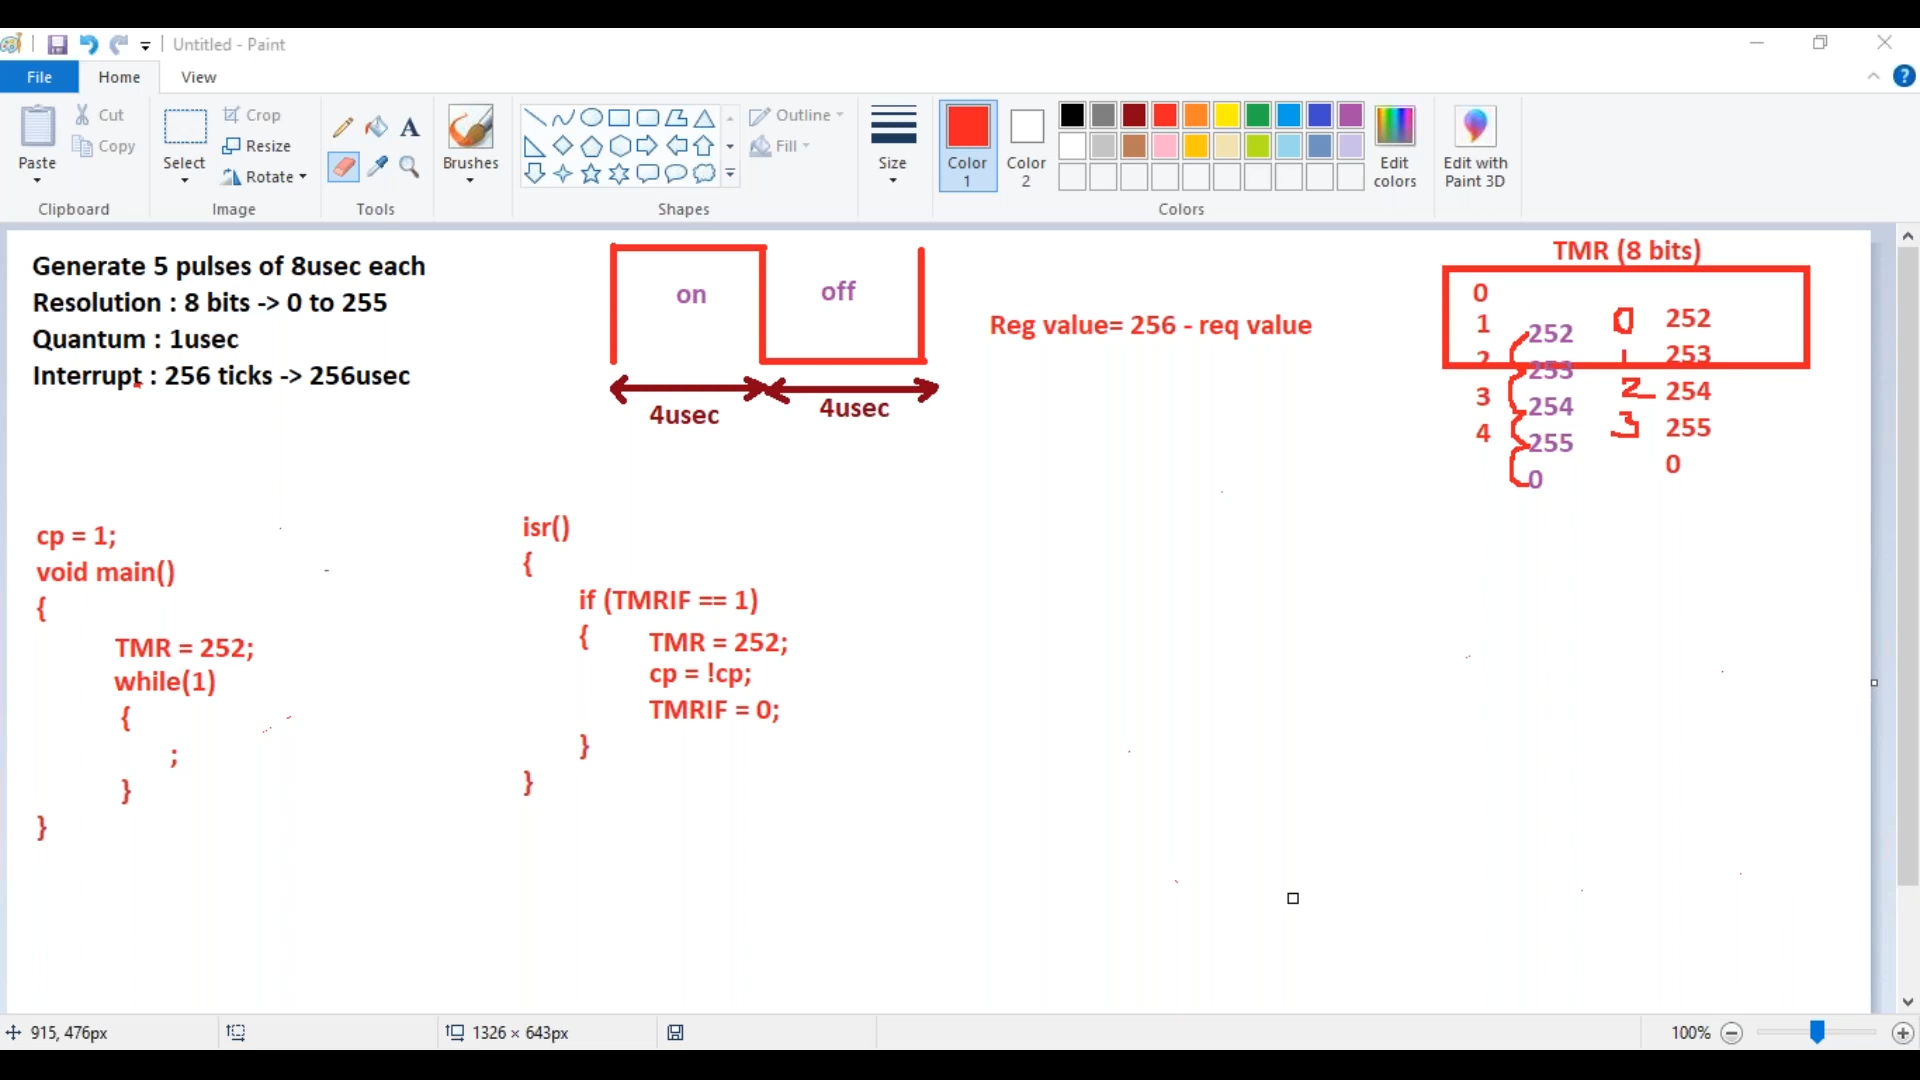 Untitled - Paint
File
Home
View
Paste
Cut
Copy
Clipboard
Select
Crop
Resize
Rotate
Image
Tools
Brushes
Shapes
Outline
Fill
Size
Color 1
Color 2
Edit colors
Edit with Paint 3D
Colors
Generate 5 pulses of 8usec each
Resolution : 8 bits -> 0 to 255
Quantum : 1usec
Interrupt : 256 ticks -> 256usec
on
off
4usec
4usec
Reg value= 256 - req value
TMR (8 bits)
0
1
2
3
4
252
253
254
255
0
0 252
1 253
2 254
3 255
0
cp = 1;
void main()
{
TMR = 252;
while(1)
{
;
}
}
isr()
{
if (TMRIF == 1)
{
TMR = 252;
cp = !cp;
TMRIF = 0;
}
}
915, 476px
1326 × 643px
100%